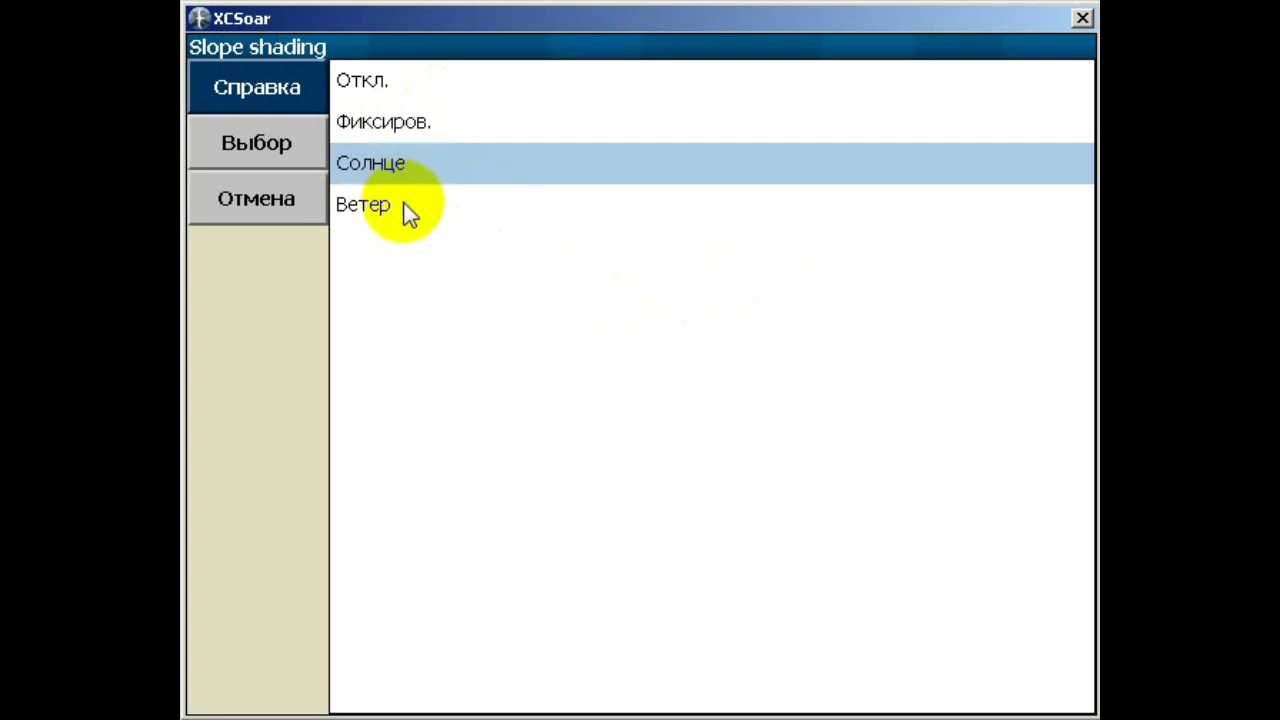 XCSoar
Slope shading
Справка
Выбор
Отмена
Откл.
Фиксиров.
Солнце
Ветер